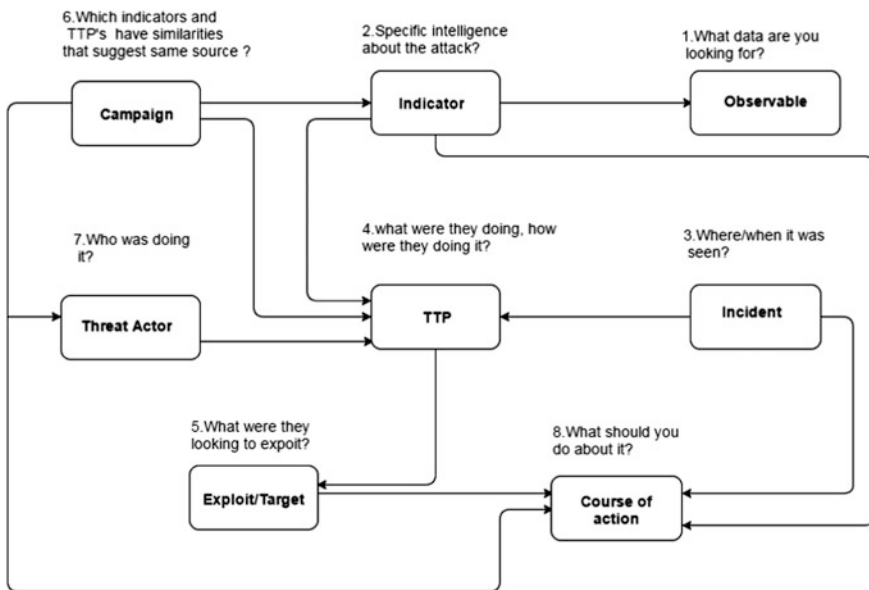 6.Which indicators and
TTP's have similarities
that suggest same source ?
Campaign
2.Specific intelligence
about the attack?
Indicator
1.What data are you
looking for?
Observable
7.Who was doing
it?
Threat Actor
4.what were they doing, how
were they doing it?
TTP
3.Where/when it was
seen?
Incident
5.What were they
looking to expoit?
Exploit/Target
8.What should you
do about it?
Course of
action